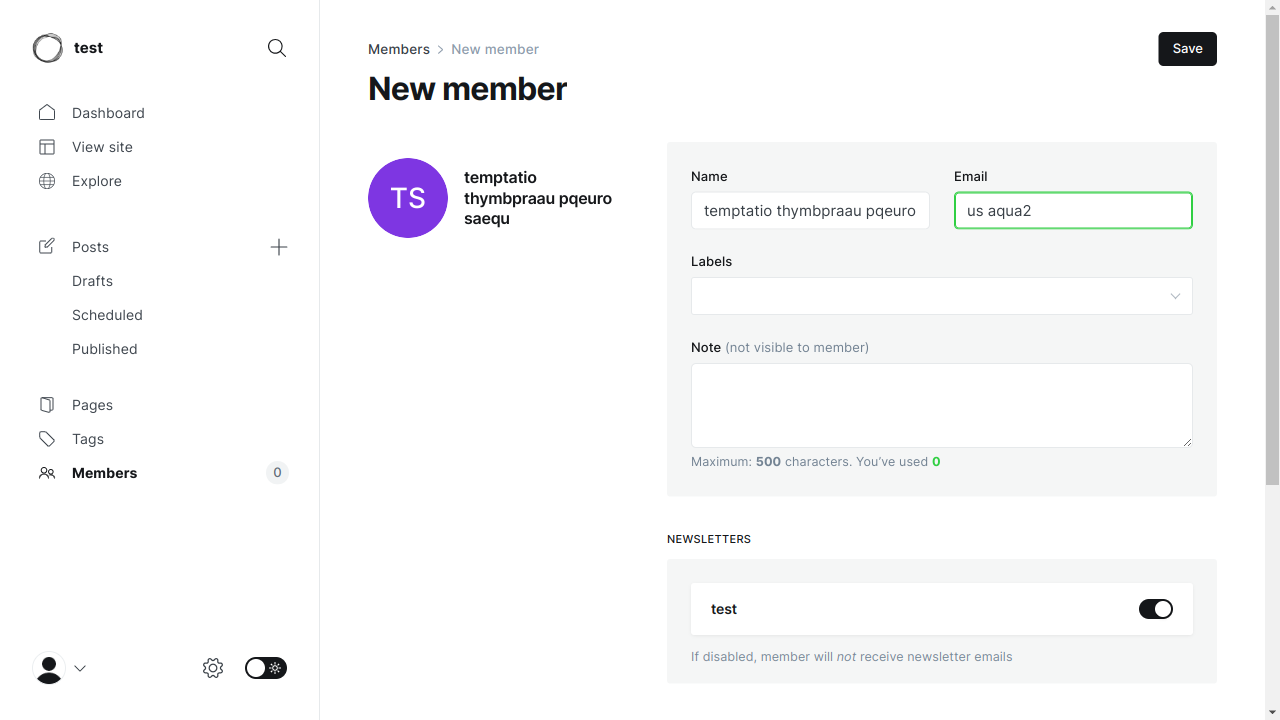 test
Dashboard
View site
Explore
Posts
Drafts
Scheduled
Published
Pages
Tags
Members 0
Members > New member
New member
Save
TS
temptatio
thymbpraau pqeuro
saequ
Name
temptatio thymbpraau pqeuro
Email
us aqua2
Labels
Note (not visible to member)
Maximum: 500 characters. You've used 0
NEWSLETTERS
test
If disabled, member will not receive newsletter emails